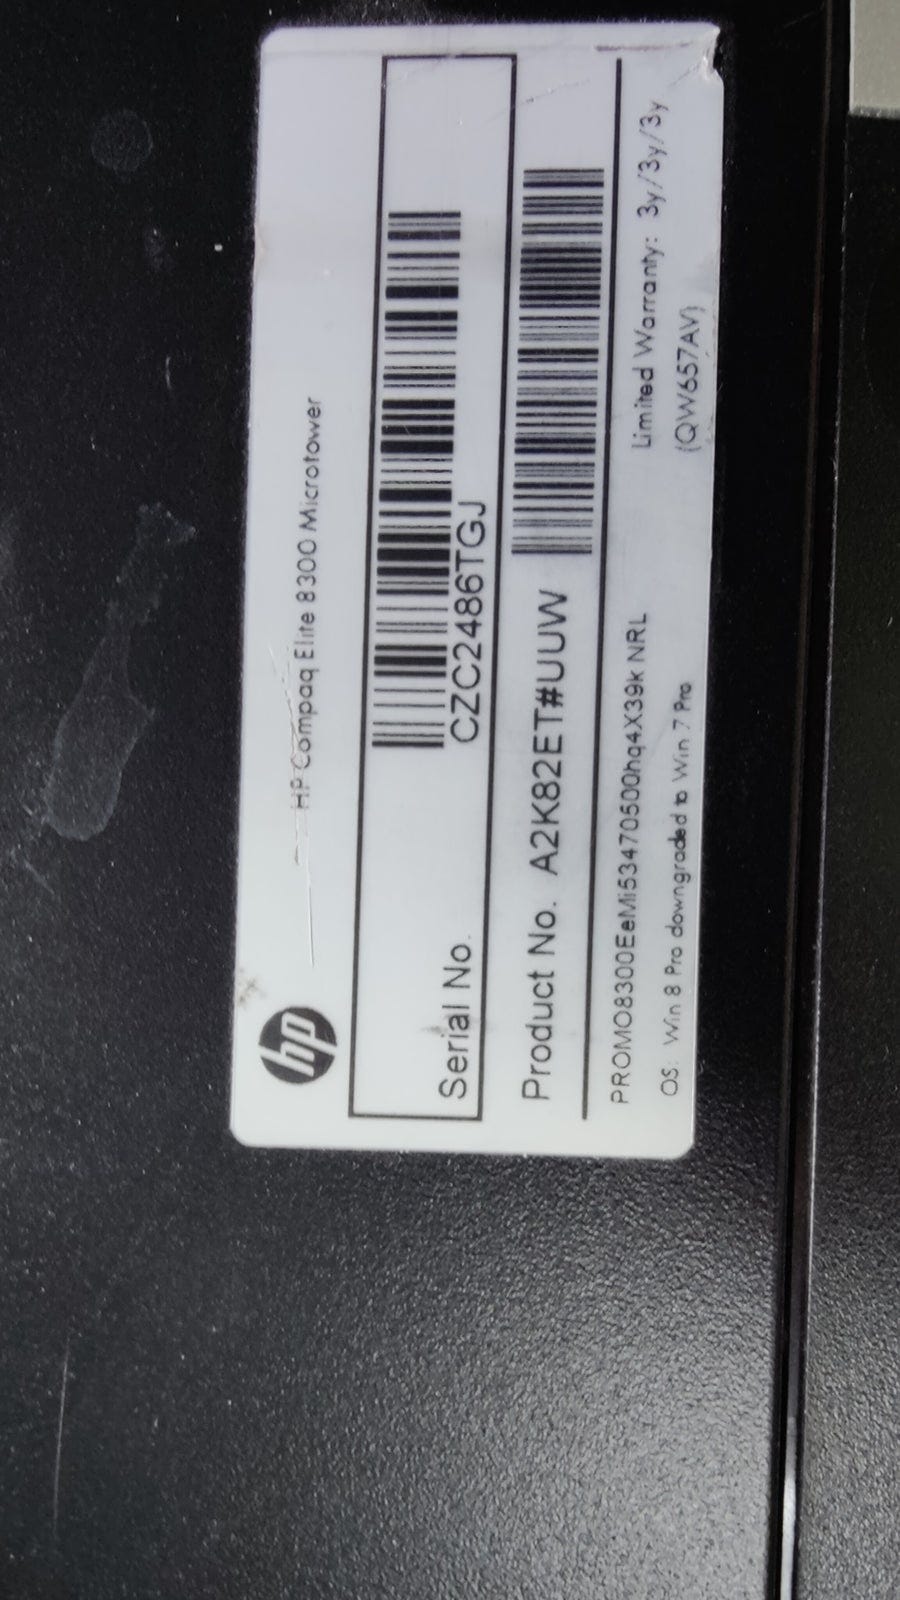 hp
HP Compaq Elite 8300 Microtower
Serial No.
CZC2486TGJ
Product No. A2K82ET#UUW
PROMO8300EeMi53470500hq4X39k NRL
Limited Warranty: 3y/3y/3y
OS: Win 8 Pro downgraded to Win 7 Pro
(QW657AV)